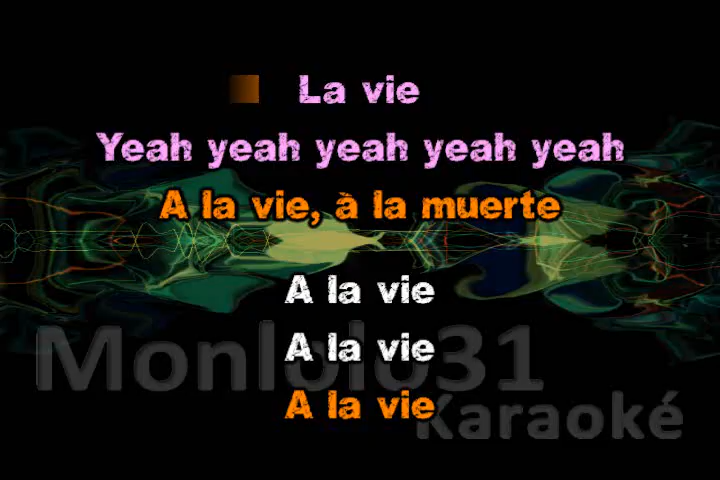 La vie
Yeah yeah yeah yeah yeah
A la vie, à la muerte
A la vie
A la vie
A la vie
Monlolo31
Karaoké